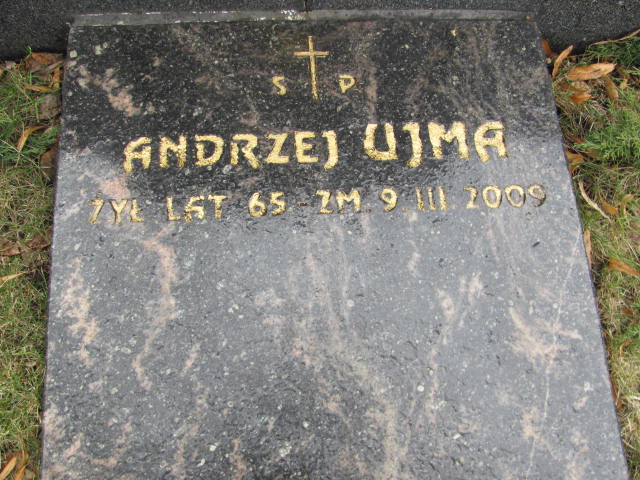 S P
ANDRZEJ UJMA
ŻYŁ LAT 65 - ZM. 9.III.2009